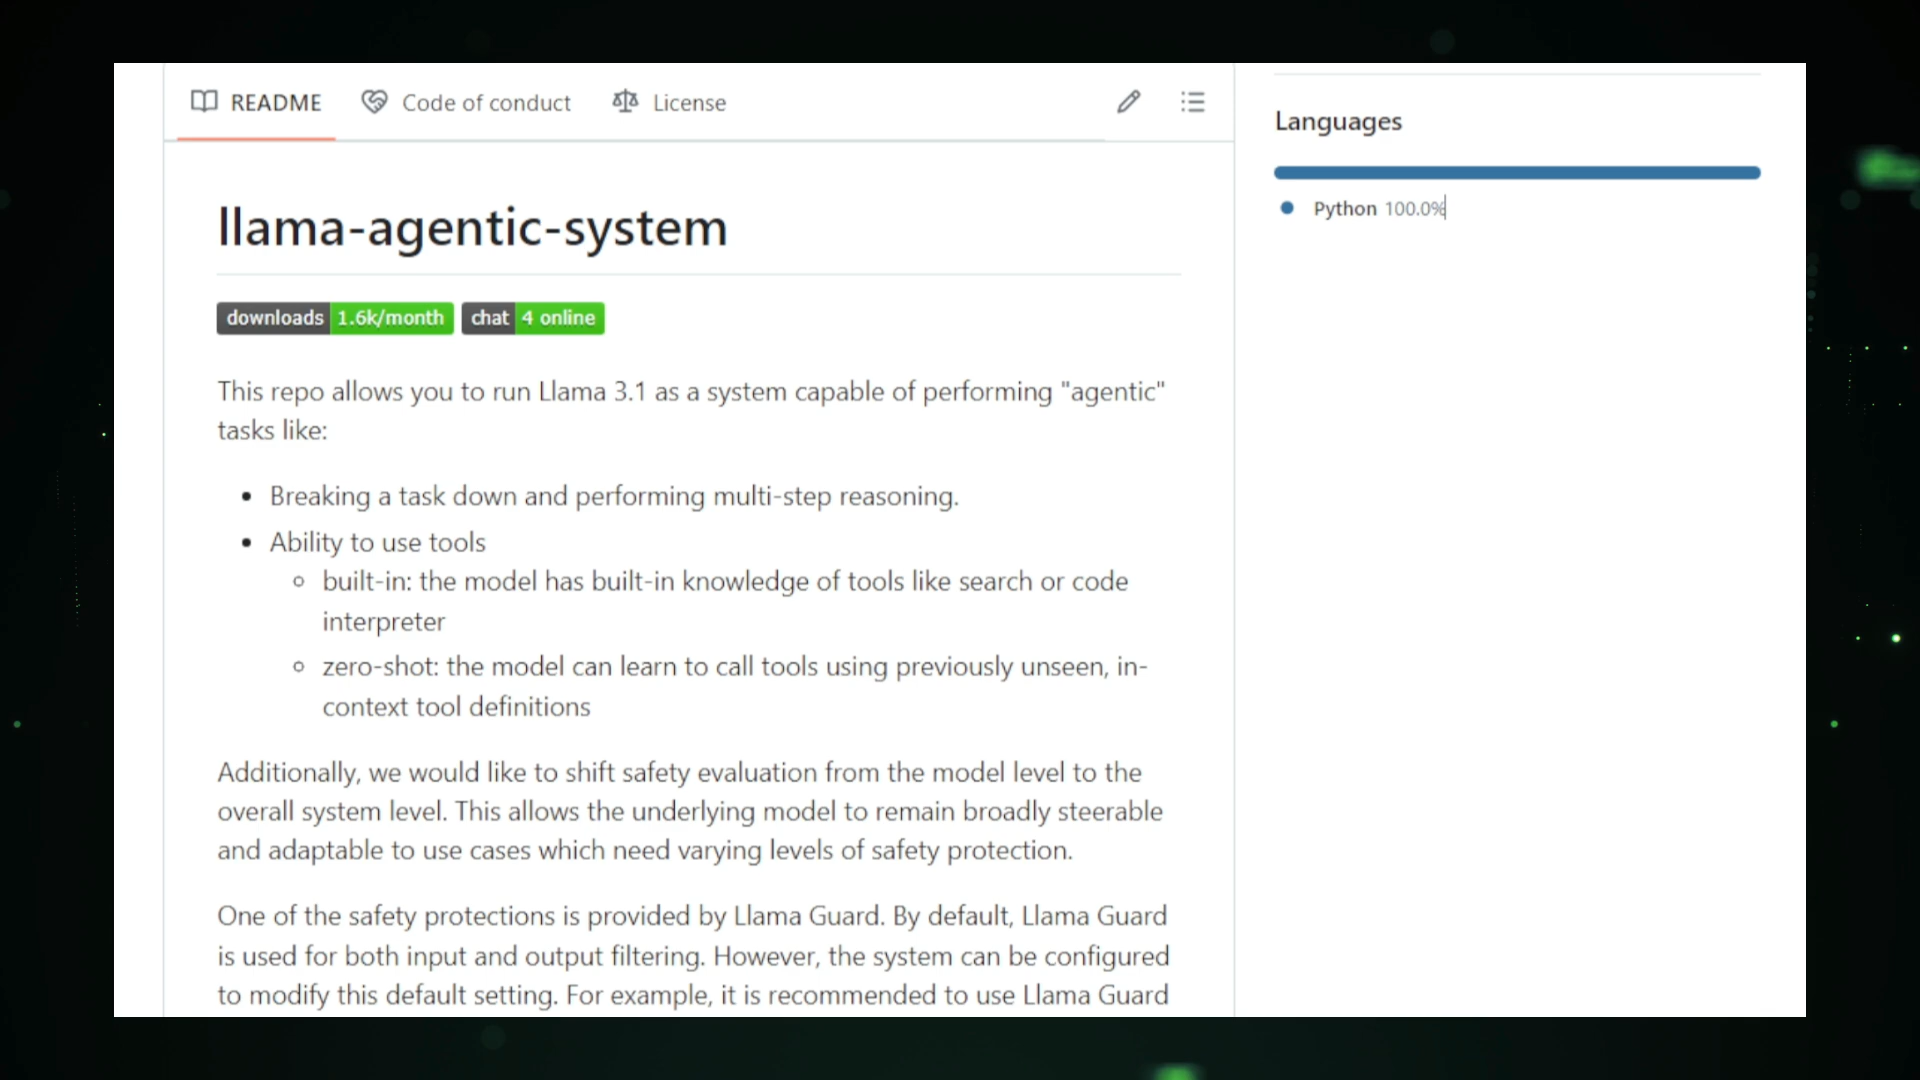 README
Code of conduct
License
llama-agentic-system
downloads 1.6k/month chat 4 online
This repo allows you to run Llama 3.1 as a system capable of performing "agentic"
tasks like:
Breaking a task down and performing multi-step reasoning.
Ability to use tools
built-in: the model has built-in knowledge of tools like search or code
interpreter
zero-shot: the model can learn to call tools using previously unseen, in-
context tool definitions
Additionally, we would like to shift safety evaluation from the model level to the
overall system level. This allows the underlying model to remain broadly steerable
and adaptable to use cases which need varying levels of safety protection.
One of the safety protections is provided by Llama Guard. By default, Llama Guard
is used for both input and output filtering. However, the system can be configured
to modify this default setting. For example, it is recommended to use Llama Guard
Languages
Python 100.0%